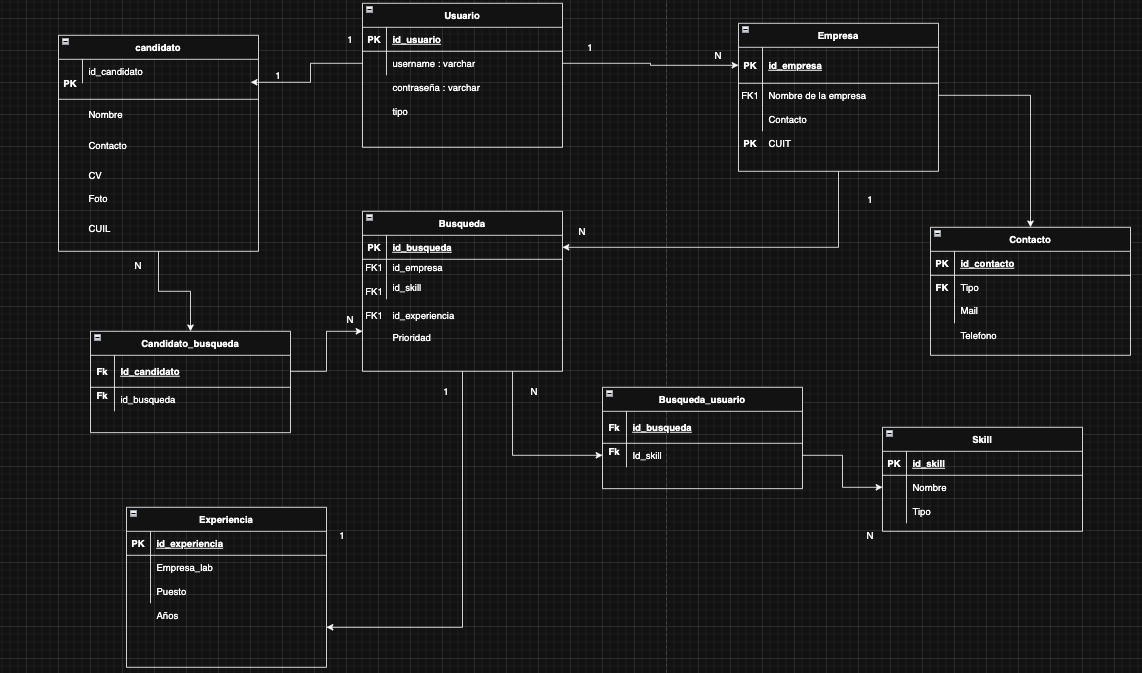 candidato
id_candidato
PK
Nombre
Contacto
CV
Foto
CUIL
1
1
Usuario
PK id_usuario
username : varchar
contraseña : varchar
tipo
1
N
Empresa
PK id_empresa
FK1 Nombre de la empresa
Contacto
PK CUIT
1
N
Contacto
PK id_contacto
FK Tipo
Mail
Telefono
Busqueda
PK id_busqueda
FK1 id_empresa
FK1 id_skill
FK1 id_experiencia
Prioridad
N
N
Candidato_busqueda
Fk Id_candidato
Fk id_busqueda
1
N
Busqueda_usuario
Fk id_busqueda
Fk Id_skill
Skill
PK id_skill
Nombre
Tipo
N
Experiencia
PK id_experiencia
Empresa_lab
Puesto
Años
1